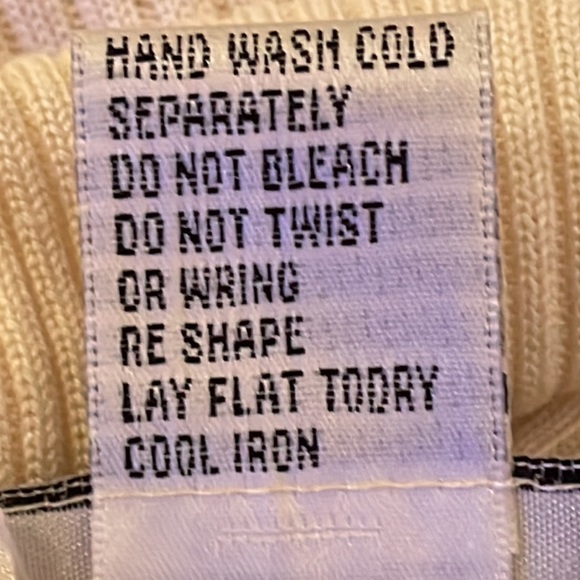 HAND WASH COLD
SEPARATELY
DO NOT BLEACH
DO NOT TWIST
OR WRING
RE SHAPE
LAY FLAT TODRY
COOL IRON